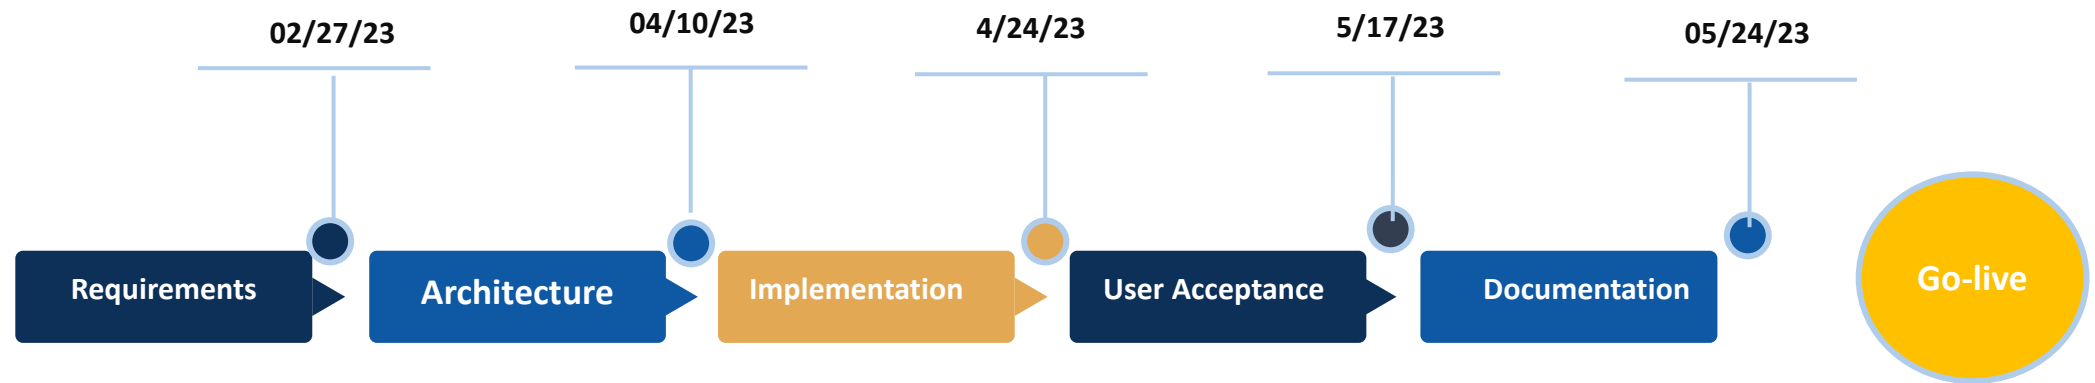 02/27/23
04/10/23
4/24/23
5/17/23
05/24/23
Requirements
Architecture
Implementation
User Acceptance
Documentation
Go-live